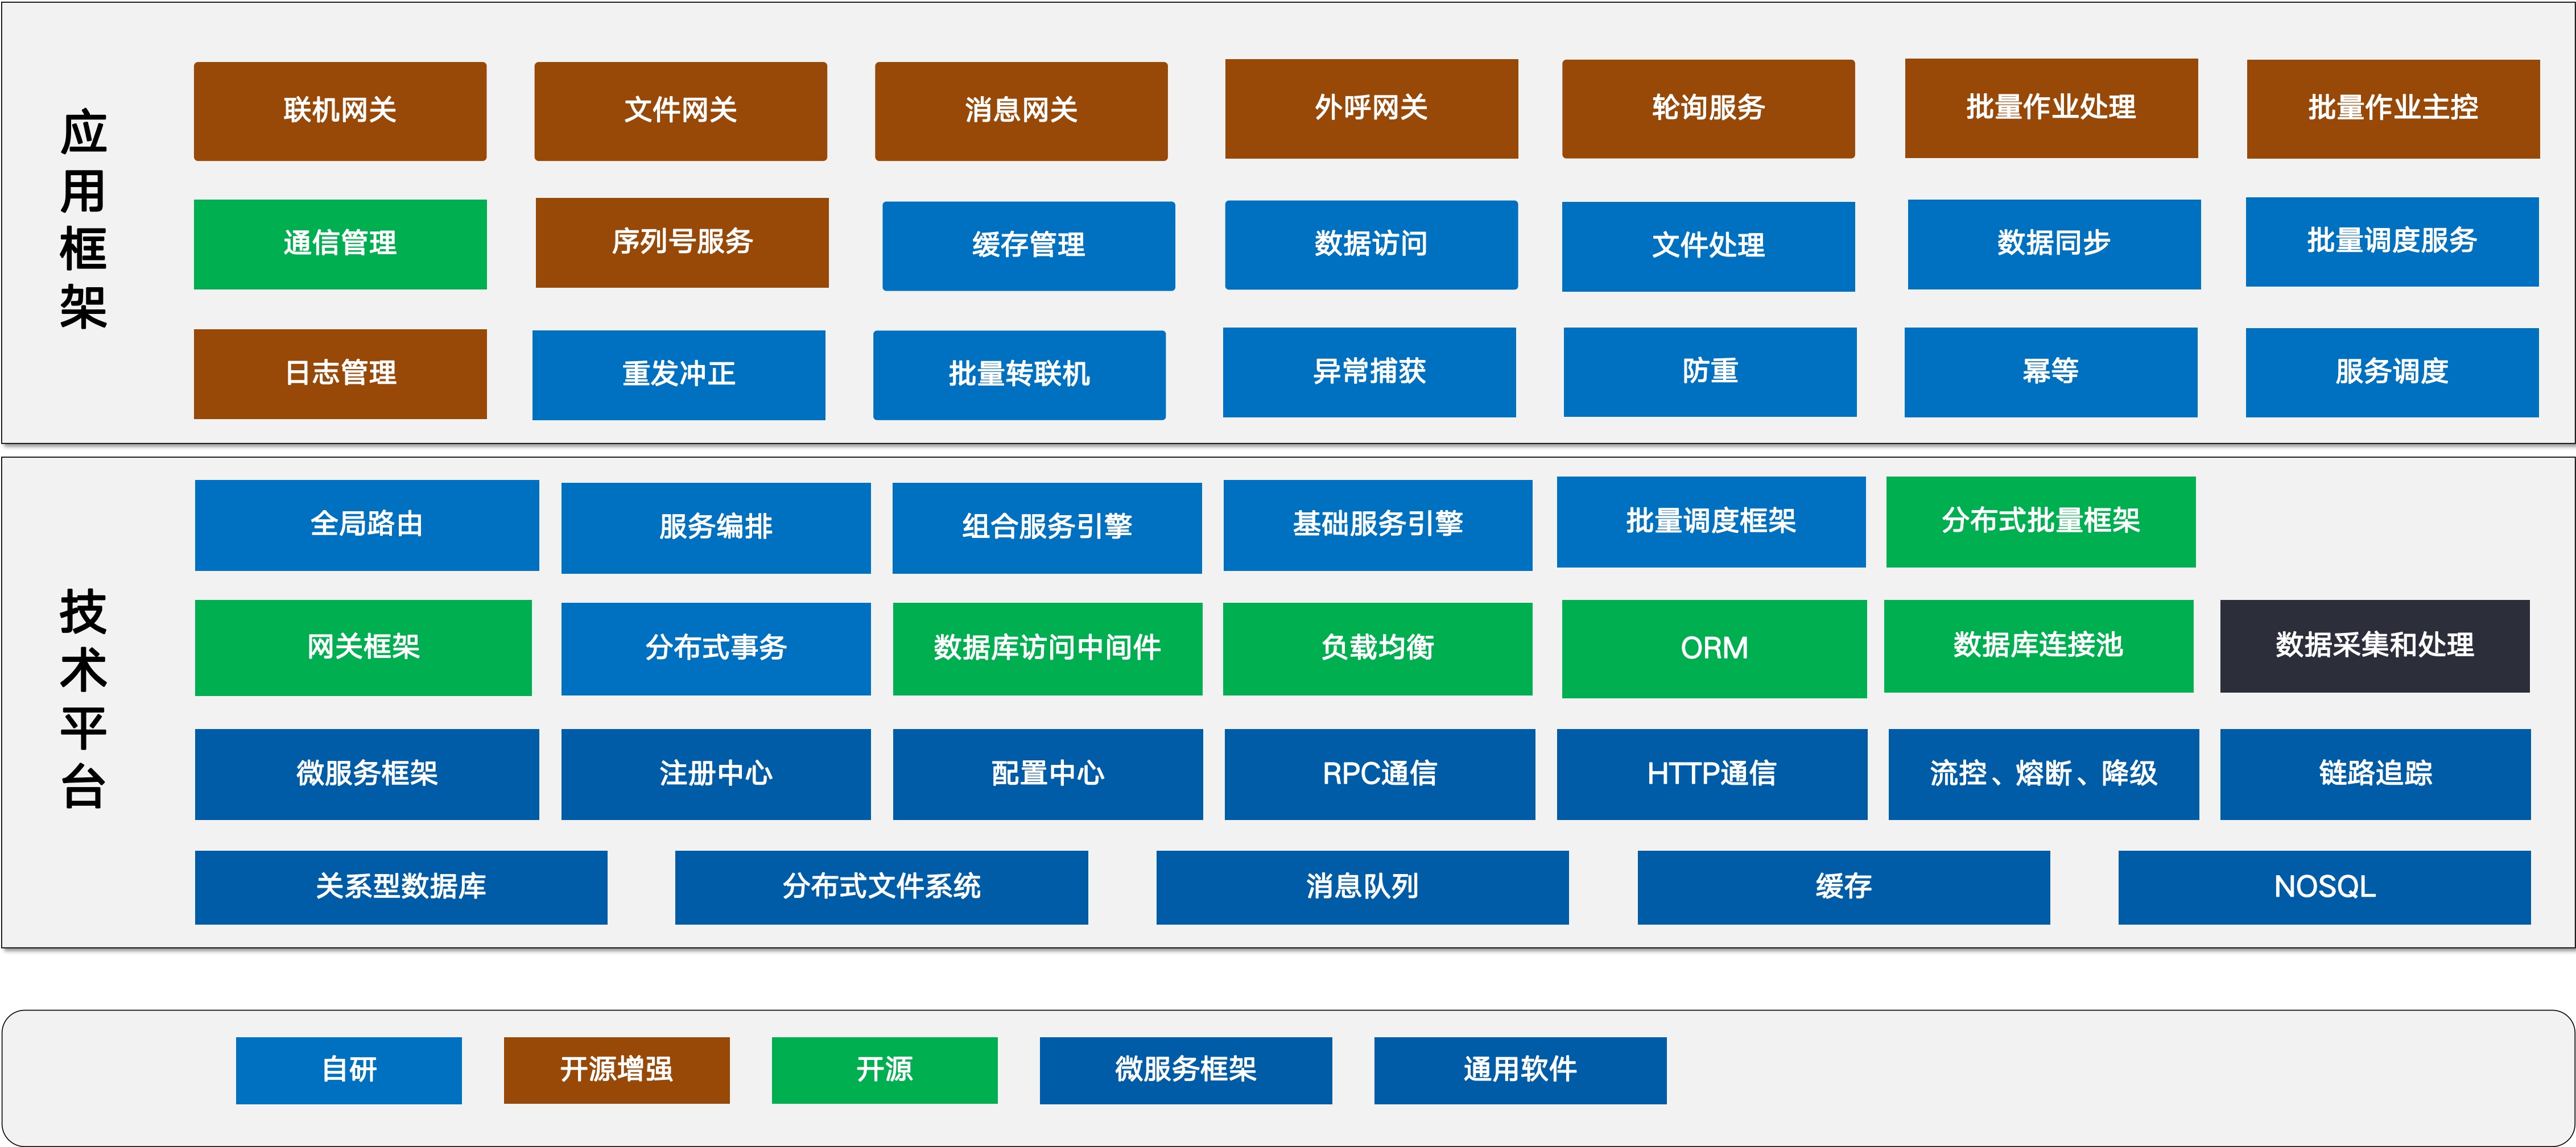 应用框架
联机网关
文件网关
消息网关
外呼网关
轮询服务
批量作业处理
批量作业主控
通信管理
序列号服务
缓存管理
数据访问
文件处理
数据同步
批量调度服务
日志管理
重发冲正
批量转联机
异常捕获
防重
幂等
服务调度
技术平台
全局路由
服务编排
组合服务引擎
基础服务引擎
批量调度框架
分布式批量框架
网关框架
分布式事务
数据库访问中间件
负载均衡
ORM
数据库连接池
数据采集和处理
微服务框架
注册中心
配置中心
RPC通信
HTTP通信
流控、熔断、降级
链路追踪
关系型数据库
分布式文件系统
消息队列
缓存
NOSQL
自研
开源增强
开源
微服务框架
通用软件